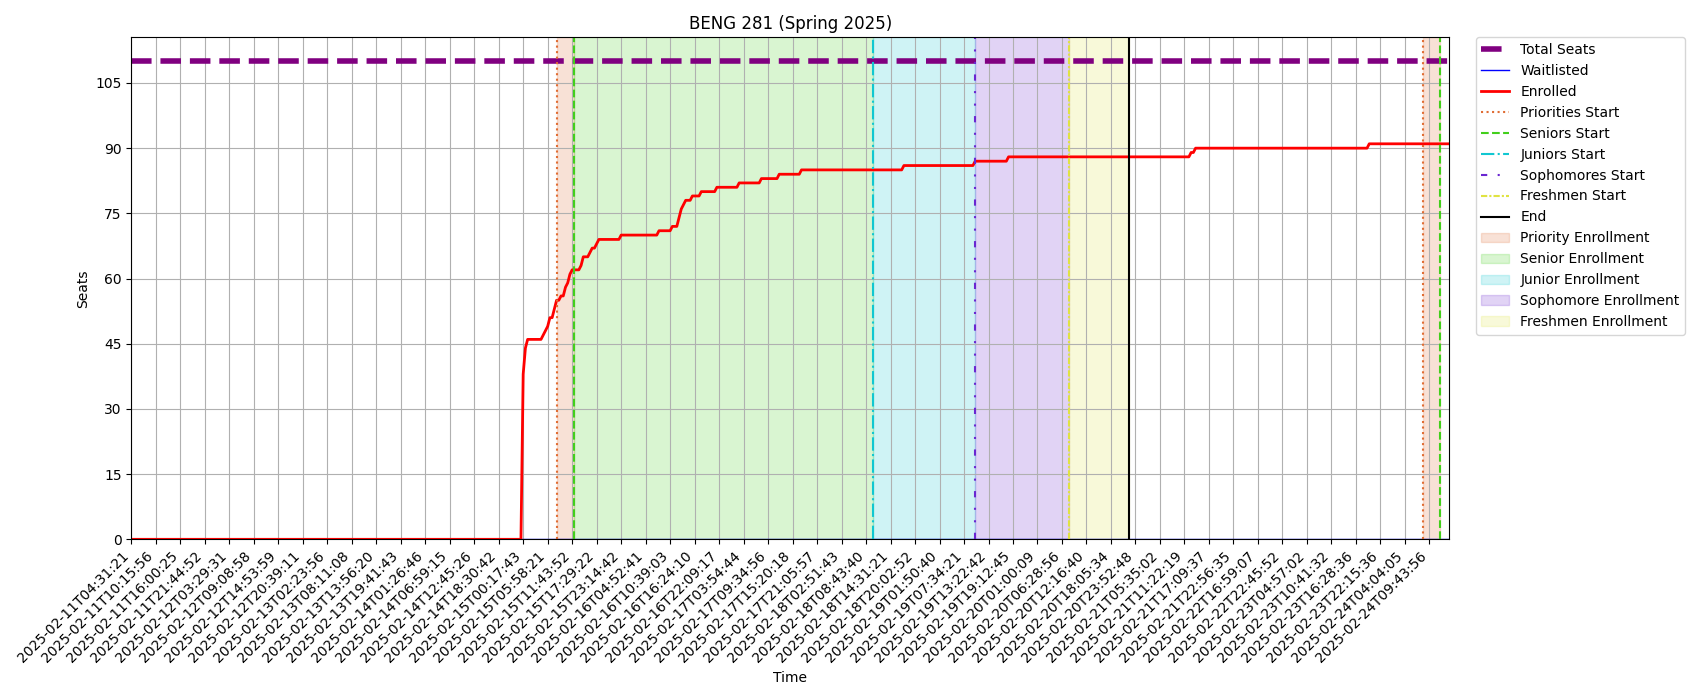 BENG 281 (Spring 2025)
105
90
75
60
45
30
15
0
Seats
2025-02-11T04:31:21
2025-02-11T10:15:56
2025-02-11T16:00:25
2025-02-11T21:44:52
2025-02-12T03:29:31
2025-02-12T09:08:58
2025-02-12T14:53:59
2025-02-12T20:39:11
2025-02-13T02:23:56
2025-02-13T08:11:08
2025-02-13T13:56:20
2025-02-13T19:41:43
2025-02-14T01:26:46
2025-02-14T06:59:15
2025-02-14T12:45:26
2025-02-14T18:30:42
2025-02-15T00:17:43
2025-02-15T05:58:21
2025-02-15T11:43:52
2025-02-15T17:29:22
2025-02-15T23:14:42
2025-02-16T04:52:41
2025-02-16T10:39:03
2025-02-16T16:24:10
2025-02-16T22:09:17
2025-02-17T03:54:44
2025-02-17T09:34:56
2025-02-17T15:20:18
2025-02-17T21:05:57
2025-02-18T02:51:43
2025-02-18T08:43:40
2025-02-18T14:31:21
2025-02-18T20:02:52
2025-02-19T01:50:40
2025-02-19T07:34:21
2025-02-19T13:22:42
2025-02-19T19:12:45
2025-02-20T01:00:09
2025-02-20T06:28:56
2025-02-20T12:16:40
2025-02-20T18:05:34
2025-02-20T23:52:48
2025-02-21T05:35:02
2025-02-21T11:22:19
2025-02-21T17:09:37
2025-02-21T22:56:35
2025-02-22T16:59:07
2025-02-22T22:45:52
2025-02-23T04:57:02
2025-02-23T10:41:32
2025-02-23T16:28:36
2025-02-23T22:15:36
2025-02-24T04:04:05
2025-02-24T09:43:56
Time
Total Seats
Waitlisted
Enrolled
Priorities Start
Seniors Start
Juniors Start
Sophomores Start
Freshmen Start
End
Priority Enrollment
Senior Enrollment
Junior Enrollment
Sophomore Enrollment
Freshmen Enrollment